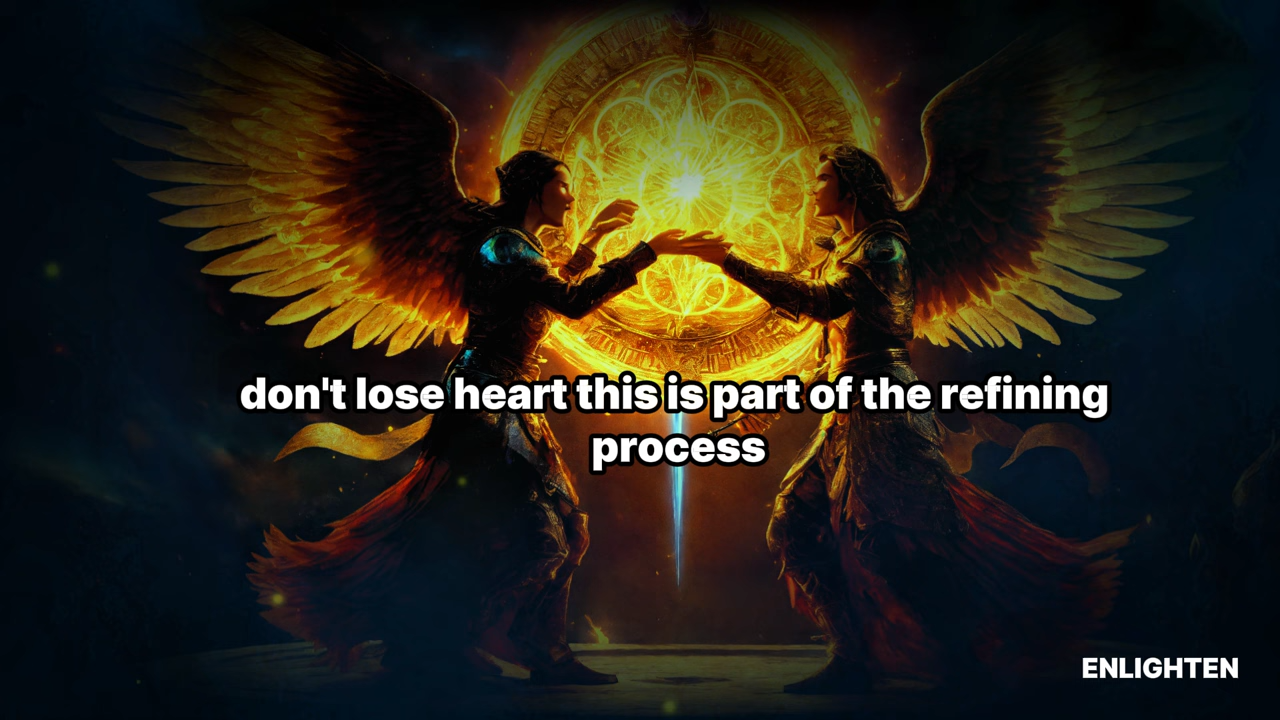 don't lose heart this is part of the refining
process
ENLIGHTEN